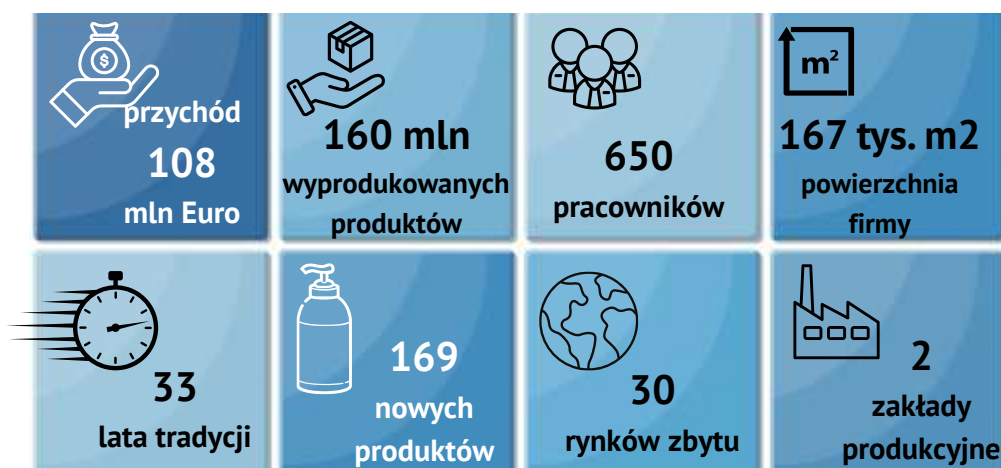 przychód
108
mln Euro
$
160 mln
wyprodukowanych
produktów
650
pracowników
m²
167 tys. m2
powierzchnia
firmy
33
lata tradycji
169
nowych
produktów
30
rynków zbytu
2
zakłady
produkcyjne